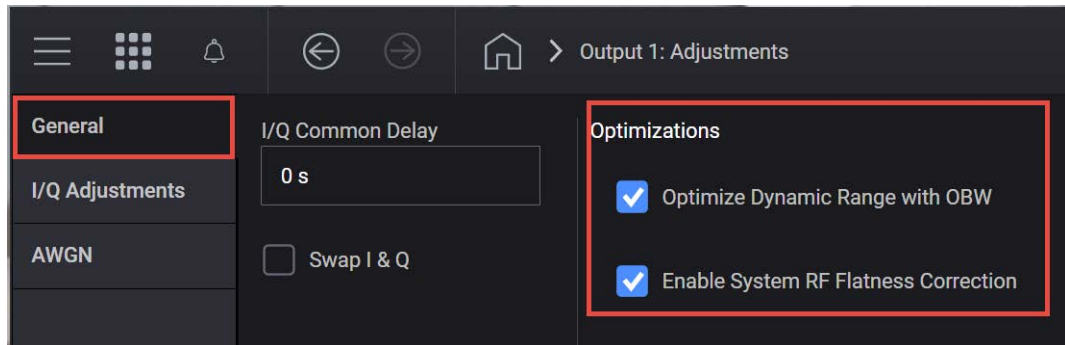 Output 1: Adjustments
General
I/Q Adjustments
AWGN
I/Q Common Delay
0 s
Swap I & Q
Optimizations
Optimize Dynamic Range with OBW
Enable System RF Flatness Correction